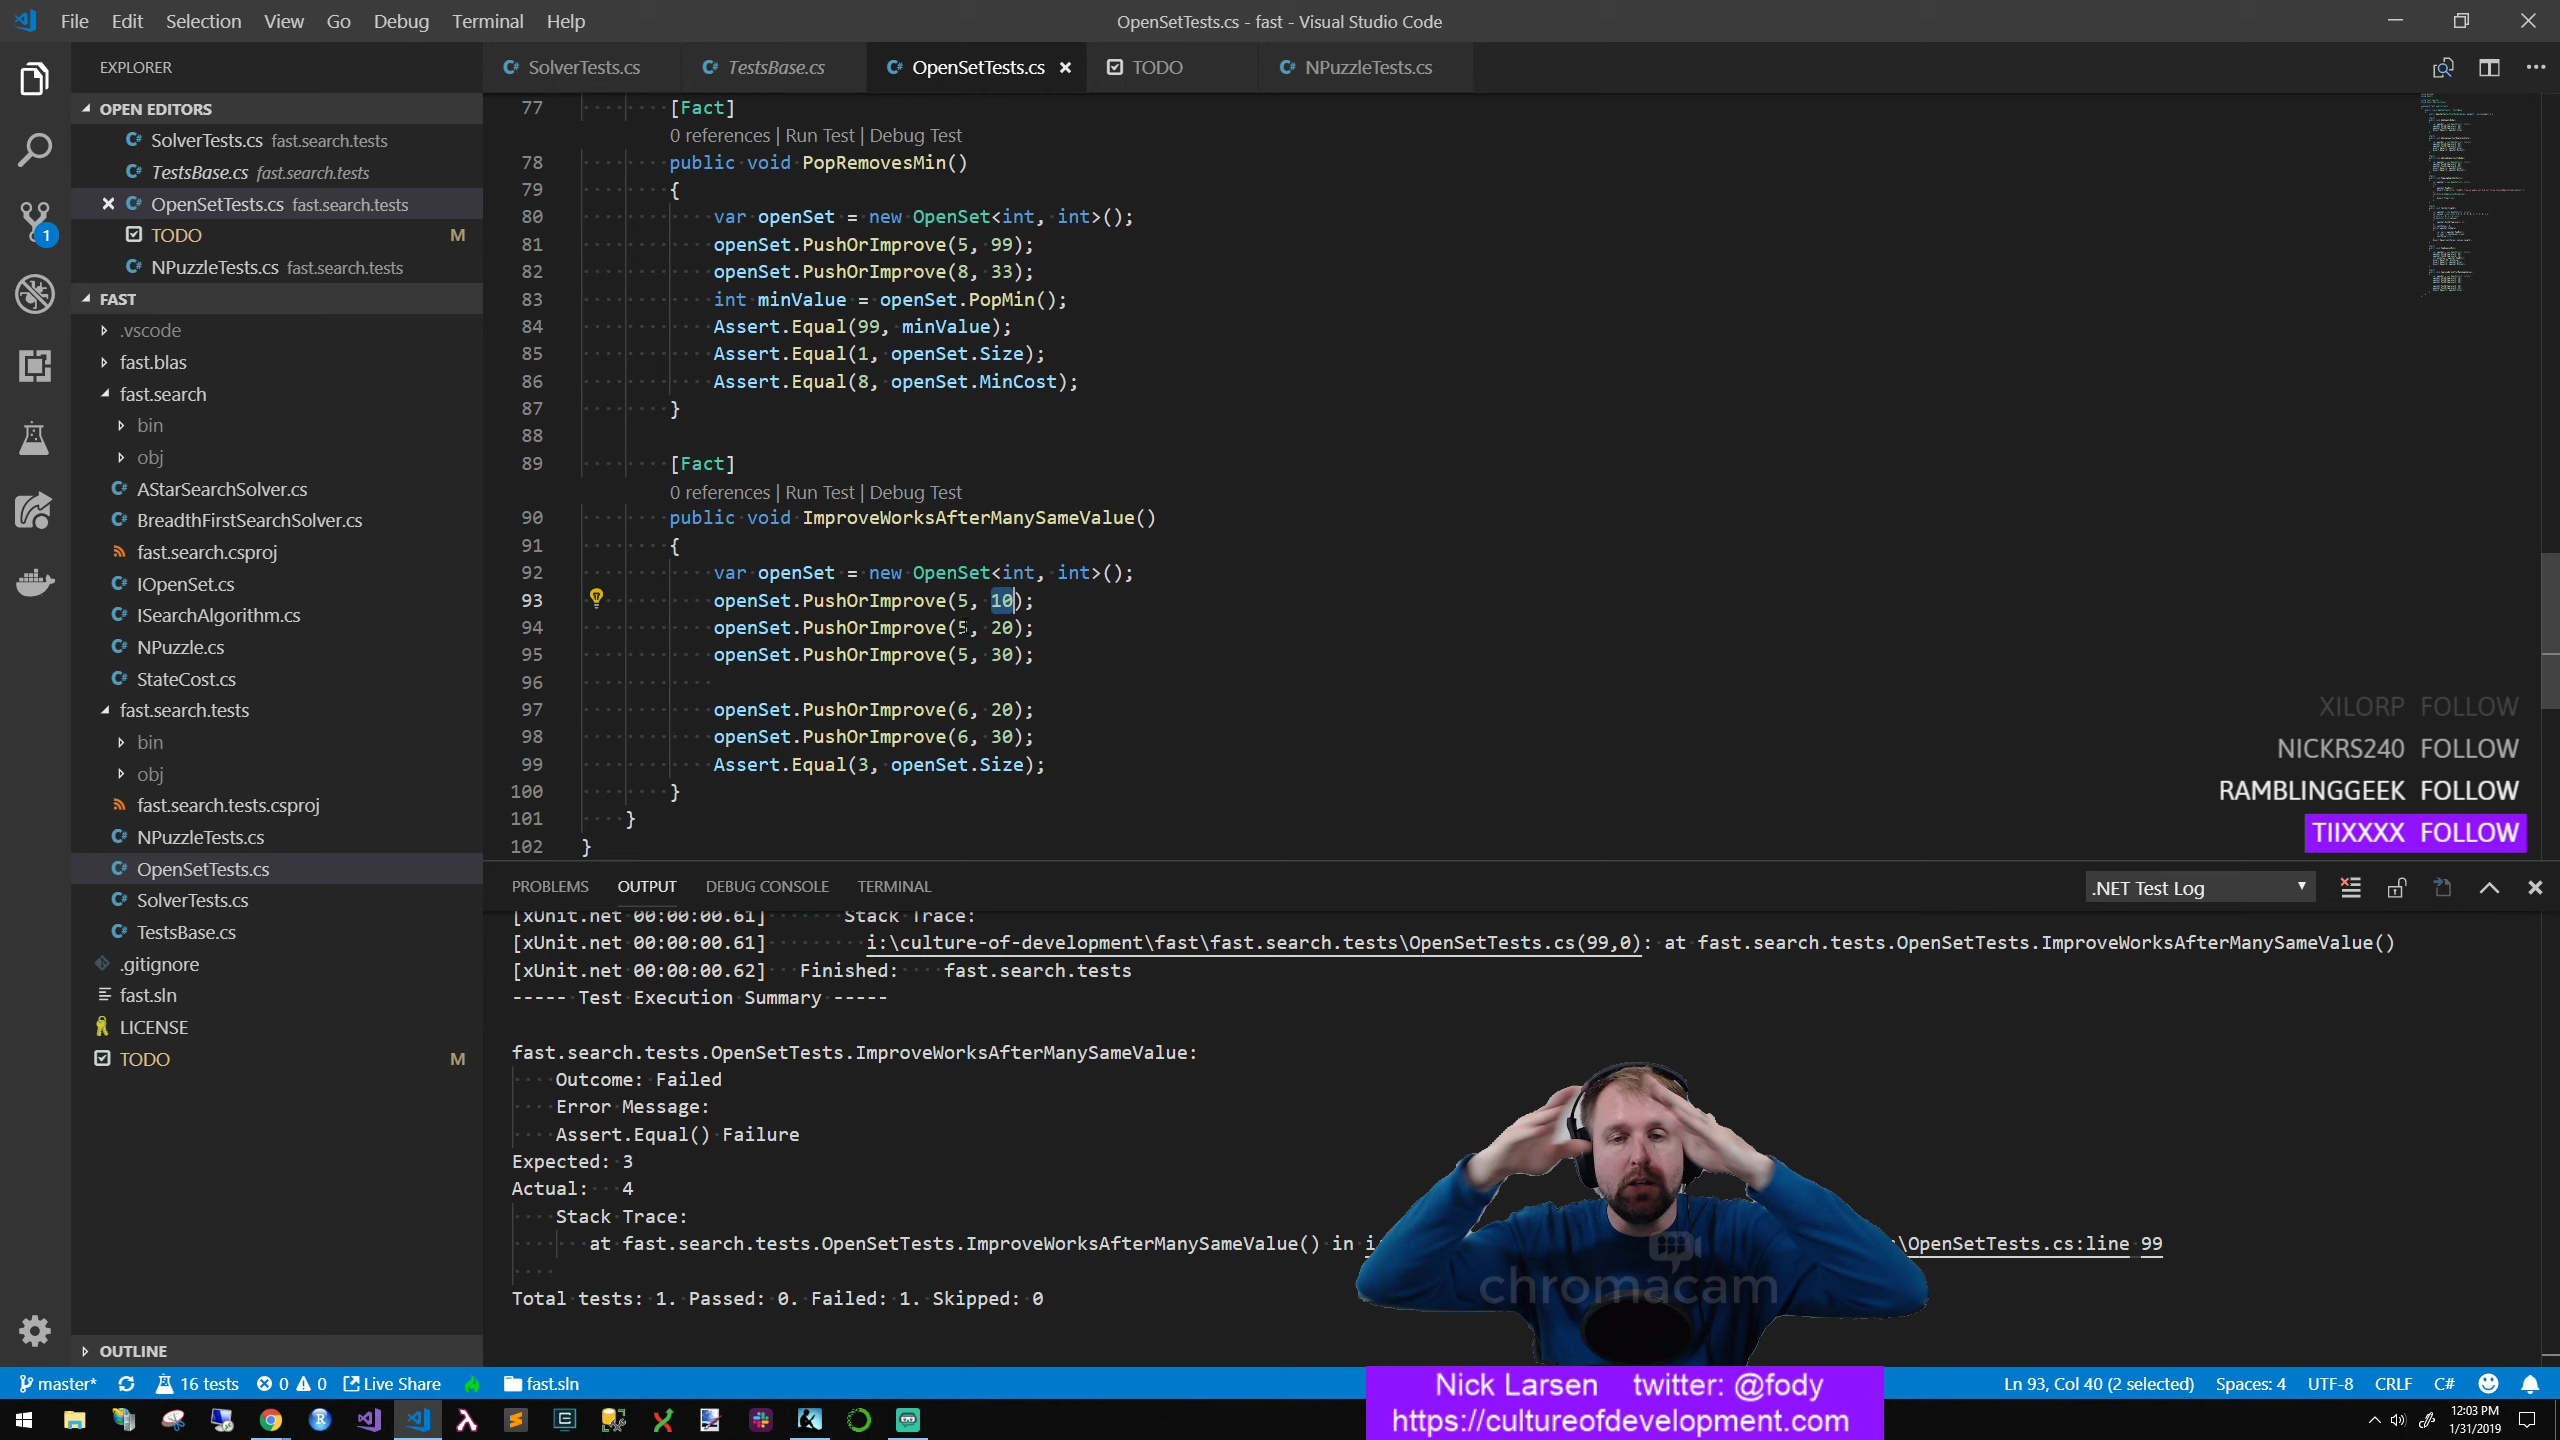 File Edit Selection View Go Debug Terminal Help
OpenSetTests.cs - fast - Visual Studio Code
EXPLORER
OPEN EDITORS
SolverTests.cs fast.search.tests
TestsBase.cs fast.search.tests
OpenSetTests.cs fast.search.tests
TODO M
NPuzzleTests.cs fast.search.tests
1
FAST
.vscode
fast.blas
fast.search
bin
obj
AStarSearchSolver.cs
BreadthFirstSearchSolver.cs
fast.search.csproj
IOpenSet.cs
ISearchAlgorithm.cs
NPuzzle.cs
StateCost.cs
fast.search.tests
bin
obj
fast.search.tests.csproj
NPuzzleTests.cs
OpenSetTests.cs
SolverTests.cs
TestsBase.cs
.gitignore
fast.sln
LICENSE
TODO M
OUTLINE
SolverTests.cs TestsBase.cs OpenSetTests.cs TODO NPuzzleTests.cs
77 [Fact]
0 references | Run Test | Debug Test
78 public void PopRemovesMin()
79 {
80 var openSet = new OpenSet<int, int>();
81 openSet.PushOrImprove(5, 99);
82 openSet.PushOrImprove(8, 33);
83 int minValue = openSet.PopMin();
84 Assert.Equal(99, minValue);
85 Assert.Equal(1, openSet.Size);
86 Assert.Equal(8, openSet.MinCost);
87 }
88
89 [Fact]
0 references | Run Test | Debug Test
90 public void ImproveWorksAfterManySameValue()
91 {
92 var openSet = new OpenSet<int, int>();
93 openSet.PushOrImprove(5, 10);
94 openSet.PushOrImprove(5, 20);
95 openSet.PushOrImprove(5, 30);
96
97 openSet.PushOrImprove(6, 20);
98 openSet.PushOrImprove(6, 30);
99 Assert.Equal(3, openSet.Size);
100 }
101 }
102 }
XILORP FOLLOW
NICKRS240 FOLLOW
RAMBLINGGEEK FOLLOW
TIIXXXX FOLLOW
PROBLEMS OUTPUT DEBUG CONSOLE TERMINAL
.NET Test Log
[xUnit.net 00:00:00.61] Stack Trace:
[xUnit.net 00:00:00.61] i:\culture-of-development\fast\fast.search.tests\OpenSetTests.cs(99,0): at fast.search.tests.OpenSetTests.ImproveWorksAfterManySameValue()
[xUnit.net 00:00:00.62] Finished: fast.search.tests
----- Test Execution Summary -----
fast.search.tests.OpenSetTests.ImproveWorksAfterManySameValue:
Outcome: Failed
Error Message:
Assert.Equal() Failure
Expected: 3
Actual: 4
Stack Trace:
at fast.search.tests.OpenSetTests.ImproveWorksAfterManySameValue() in i \OpenSetTests.cs:line 99
Total tests: 1. Passed: 0. Failed: 1. Skipped: 0
chromacam
master* 16 tests 0 0 Live Share fast.sln
Ln 93, Col 40 (2 selected) Spaces: 4 UTF-8 CRLF C#
Nick Larsen twitter: @fody
https://cultureofdevelopment.com
12:03 PM
1/31/2019